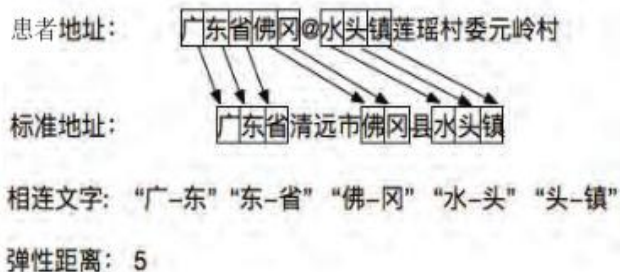 患者地址： 广东省佛冈@水头镇莲瑶村委元岭村
标准地址： 广东省清远市佛冈县水头镇
相连文字: “广–东” “东–省” “佛–冈” “水–头” “头–镇”
弹性距离: 5